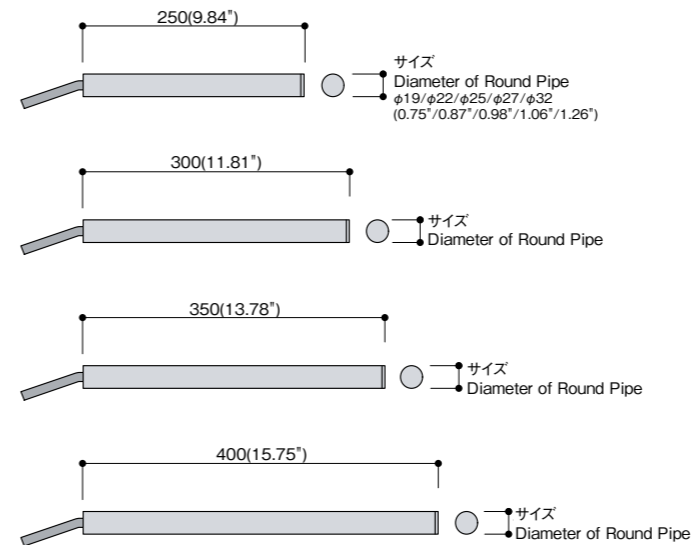 250(9.84")
サイズ
Diameter of Round Pipe
φ19/φ22/φ25/φ27/φ32
(0.75"/0.87"/0.98"/1.06"/1.26")
300(11.81")
サイズ
Diameter of Round Pipe
350(13.78")
サイズ
Diameter of Round Pipe
400(15.75")
サイズ
Diameter of Round Pipe